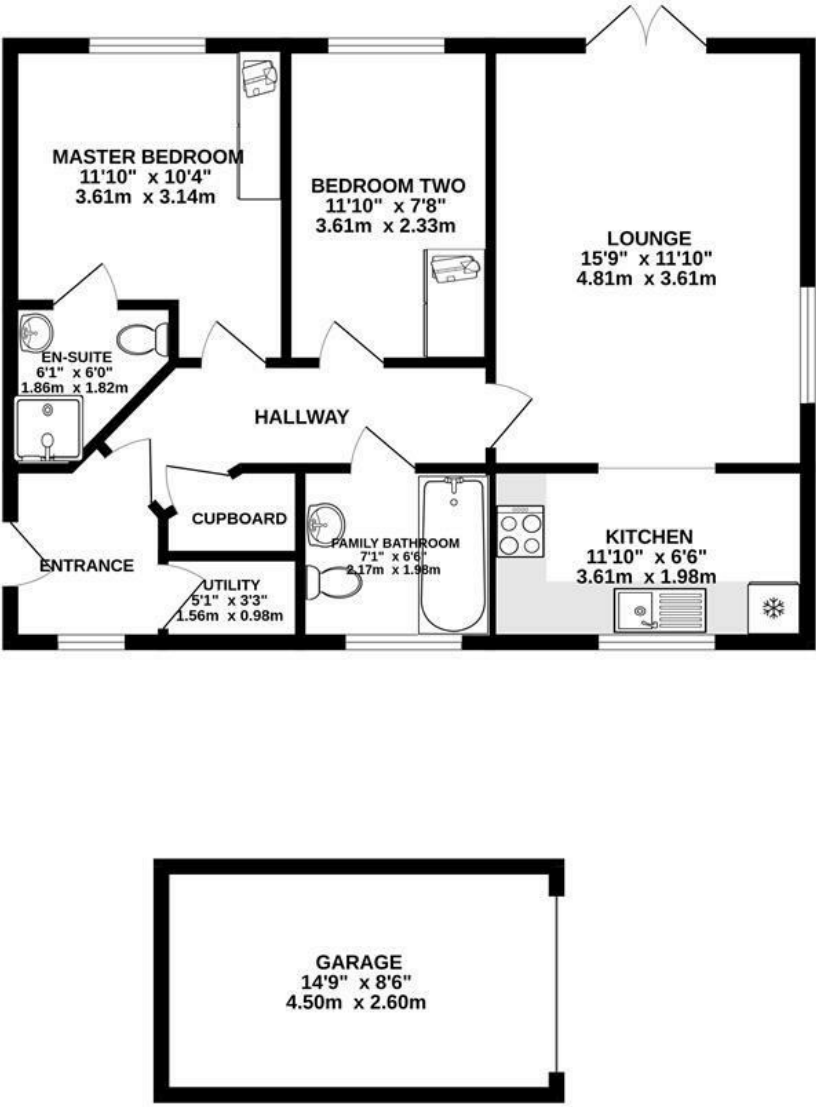 MASTER BEDROOM
11'10" x 10'4"
3.61m x 3.14m
BEDROOM TWO
11'10" x 7'8"
3.61m x 2.33m
LOUNGE
15'9" x 11'10"
4.81m x 3.61m
EN-SUITE
6'1" x 6'0"
1.86m x 1.82m
HALLWAY
CUPBOARD
ENTRANCE
UTILITY
5'1" x 3'3"
1.56m x 0.98m
FAMILY BATHROOM
7'1" x 6'6"
2.17m x 1.98m
KITCHEN
11'10" x 6'6"
3.61m x 1.98m
GARAGE
14'9" x 8'6"
4.50m x 2.60m